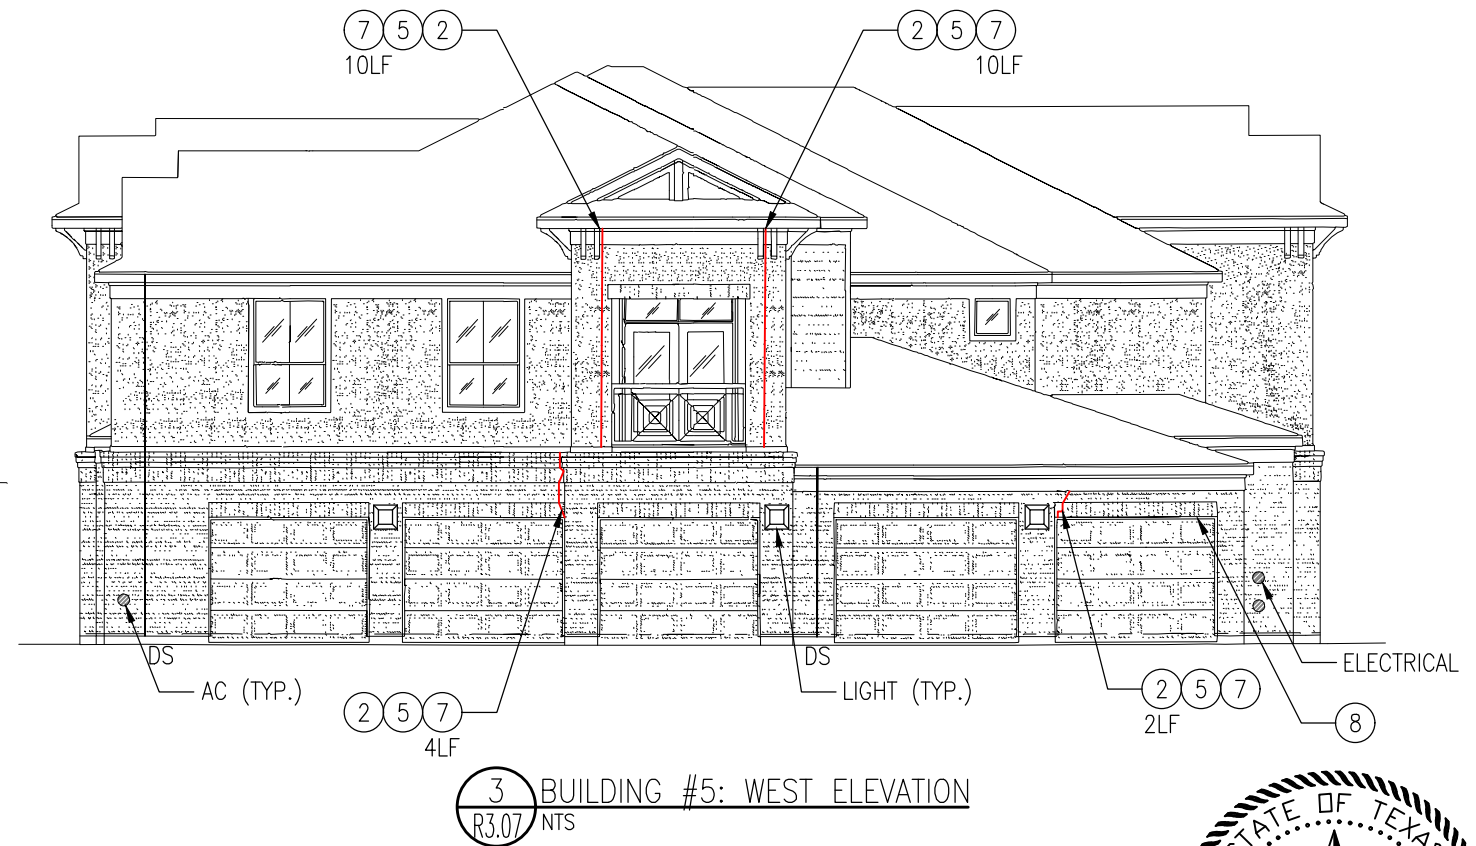 7 5 2
10LF
2 5 7
10LF
DS
DS
AC (TYP.)
LIGHT (TYP.)
ELECTRICAL
2 5 7
4LF
2 5 7
2LF
8
3
R3.07
BUILDING #5: WEST ELEVATION
NTS
STATE OF TEXAS